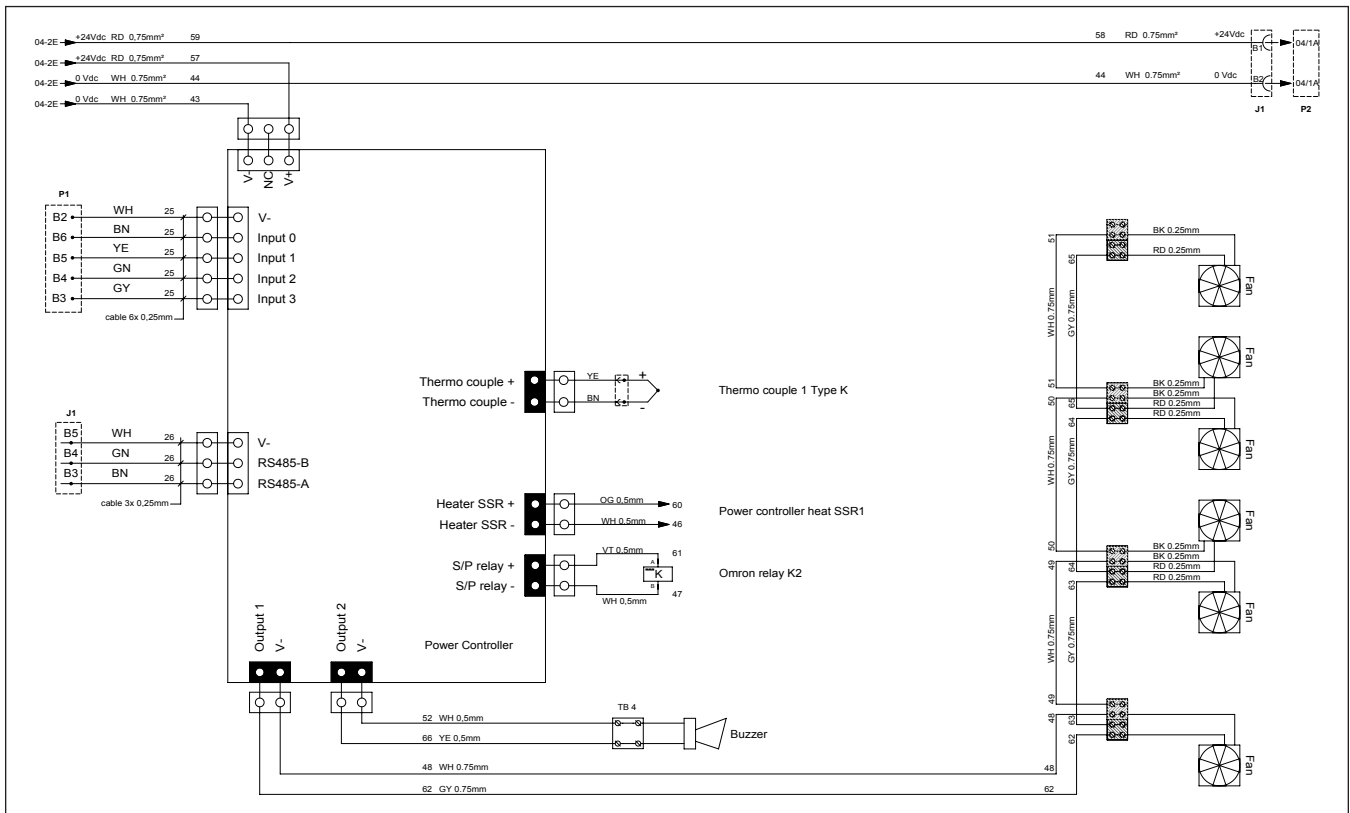 04-2E +24Vdc RD 0,75mm² 59 58 RD 0.75mm² +24Vdc B1 04/1A
04-2E +24Vdc RD 0,75mm² 57
04-2E 0 Vdc WH 0.75mm² 44 44 WH 0.75mm² 0 Vdc B2 04/1A
04-2E 0 Vdc WH 0.75mm² 43
J1 P2
V- NC V+
P1
B2 WH 25 V-
B6 BN 25 Input 0
B5 YE 25 Input 1
B4 GN 25 Input 2
B3 GY 25 Input 3
cable 6x 0,25mm
J1
B5 WH 26 V-
B4 GN 26 RS485-B
B3 BN 26 RS485-A
cable 3x 0,25mm
Thermo couple + YE +
Thermo couple - BN -
Thermo couple 1 Type K
Heater SSR + OG 0.5mm 60
Heater SSR - WH 0.5mm 46
Power controller heat SSR1
S/P relay + VT 0.5mm 61
A
K
B
S/P relay - 47
WH 0,5mm
Omron relay K2
Power Controller
Output 1 V- Output 2 V-
52 WH 0,5mm
66 YE 0,5mm
TB 4
Buzzer
48 WH 0.75mm 48
62 GY 0.75mm 62
51 BK 0.25mm
65 RD 0.25mm
Fan
WH 0.75mm GY 0.75mm
Fan
51 BK 0.25mm
50 BK 0.25mm
65 RD 0.25mm
64 RD 0.25mm
Fan
WH 0.75mm GY 0.75mm
Fan
50 BK 0.25mm
49 BK 0.25mm
64 RD 0.25mm
63 RD 0.25mm
Fan
WH 0.75mm GY 0.75mm
49
48 63
62
Fan